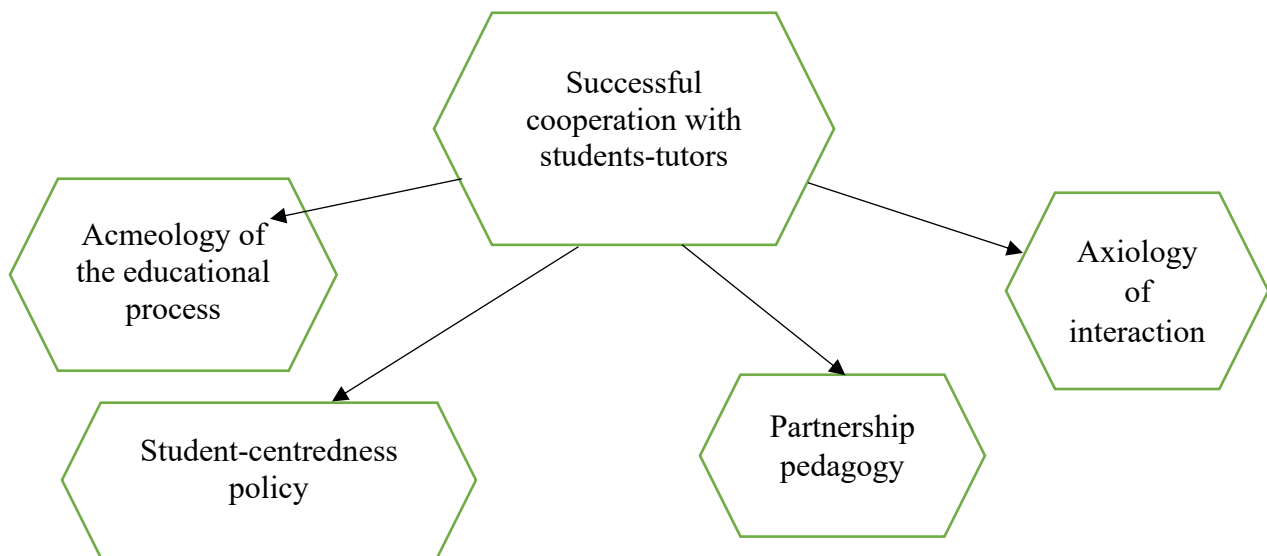 Successful
cooperation with
students-tutors
Acmeology of
the educational
process
Axiology
of
interaction
Student-centredness
policy
Partnership
pedagogy